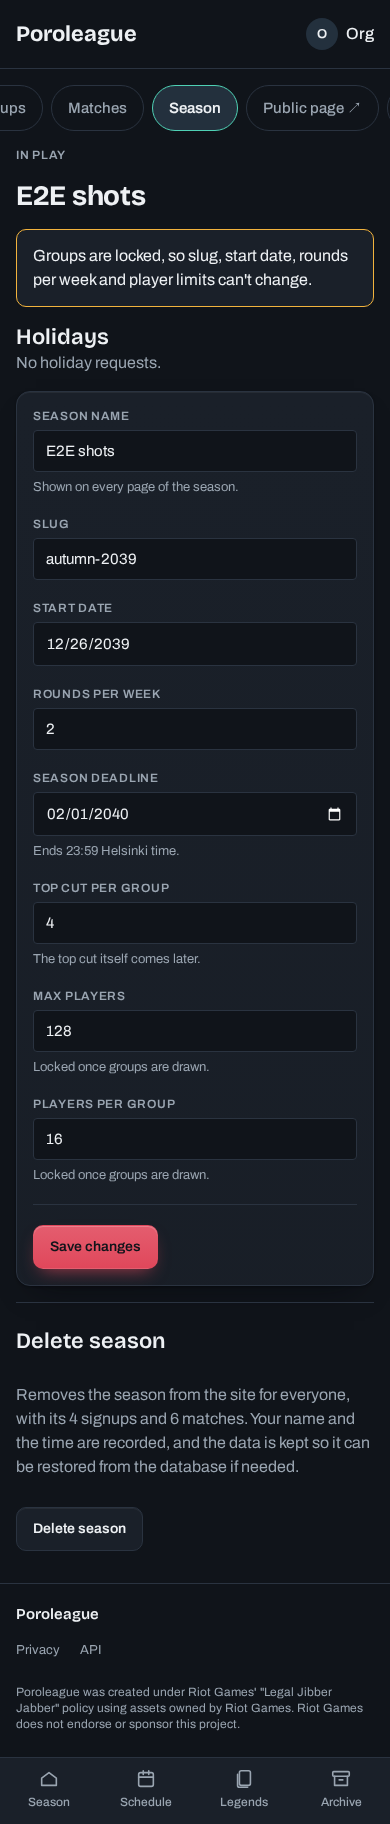 Poroleague
O Org
ups Matches Season Public page ↗
IN PLAY
E2E shots
Groups are locked, so slug, start date, rounds
per week and player limits can't change.
Holidays
No holiday requests.
SEASON NAME
E2E shots
Shown on every page of the season.
SLUG
autumn-2039
START DATE
12/26/2039
ROUNDS PER WEEK
2
SEASON DEADLINE
02/01/2040
Ends 23:59 Helsinki time.
TOP CUT PER GROUP
4
The top cut itself comes later.
MAX PLAYERS
128
Locked once groups are drawn.
PLAYERS PER GROUP
16
Locked once groups are drawn.
Save changes
Delete season
Removes the season from the site for everyone,
with its 4 signups and 6 matches. Your name and
the time are recorded, and the data is kept so it can
be restored from the database if needed.
Delete season
Poroleague
Privacy API
Poroleague was created under Riot Games' "Legal Jibber
Jabber" policy using assets owned by Riot Games. Riot Games
does not endorse or sponsor this project.
Season Schedule Legends Archive